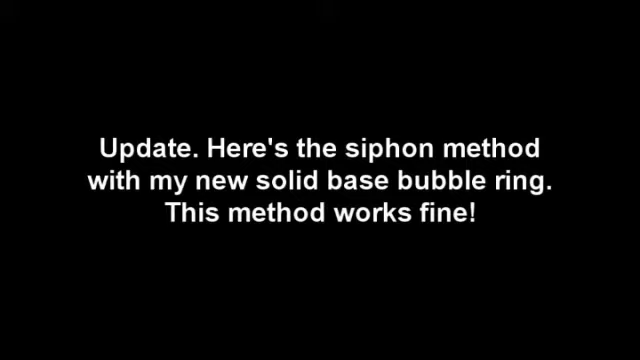 Update. Here's the siphon method
with my new solid base bubble ring.
This method works fine!